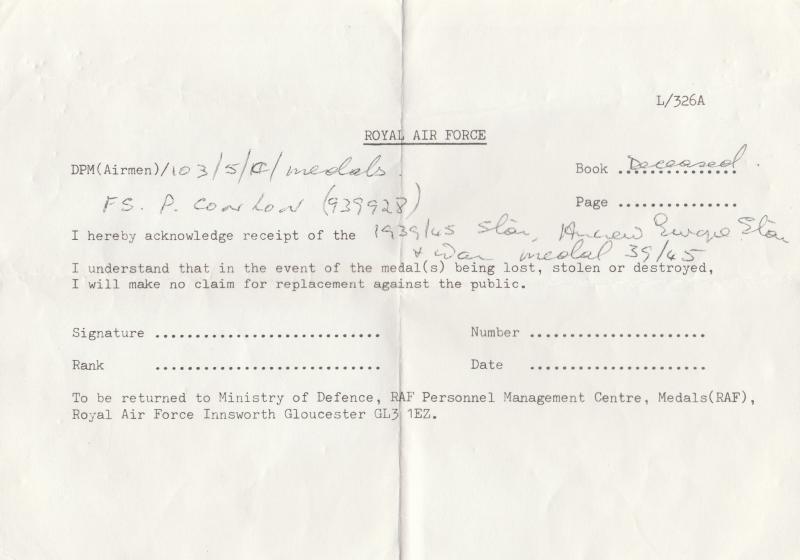 L/326A
ROYAL AIR FORCE
DPM(Airmen)/103/5/C/medals.
Book Deceased.
FS. P. Conlon (939928)
Page ...............
I hereby acknowledge receipt of the 1939/45 Star, Aircrew Europe Star
& War medal 39/45
I understand that in the event of the medal(s) being lost, stolen or destroyed,
I will make no claim for replacement against the public.
Signature ............................
Number ......................
Rank ............................
Date ......................
To be returned to Ministry of Defence, RAF Personnel Management Centre, Medals(RAF),
Royal Air Force Innsworth Gloucester GL3 1EZ.